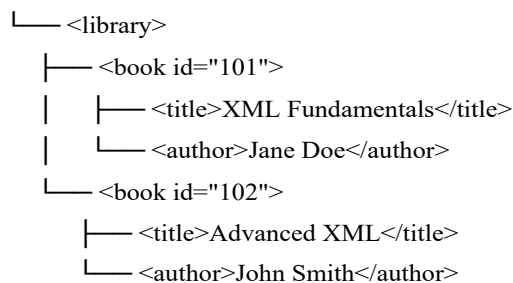 └── <library>
├── <book id="101">
│ ├── <title>XML Fundamentals</title>
│ └── <author>Jane Doe</author>
└── <book id="102">
├── <title>Advanced XML</title>
└── <author>John Smith</author>